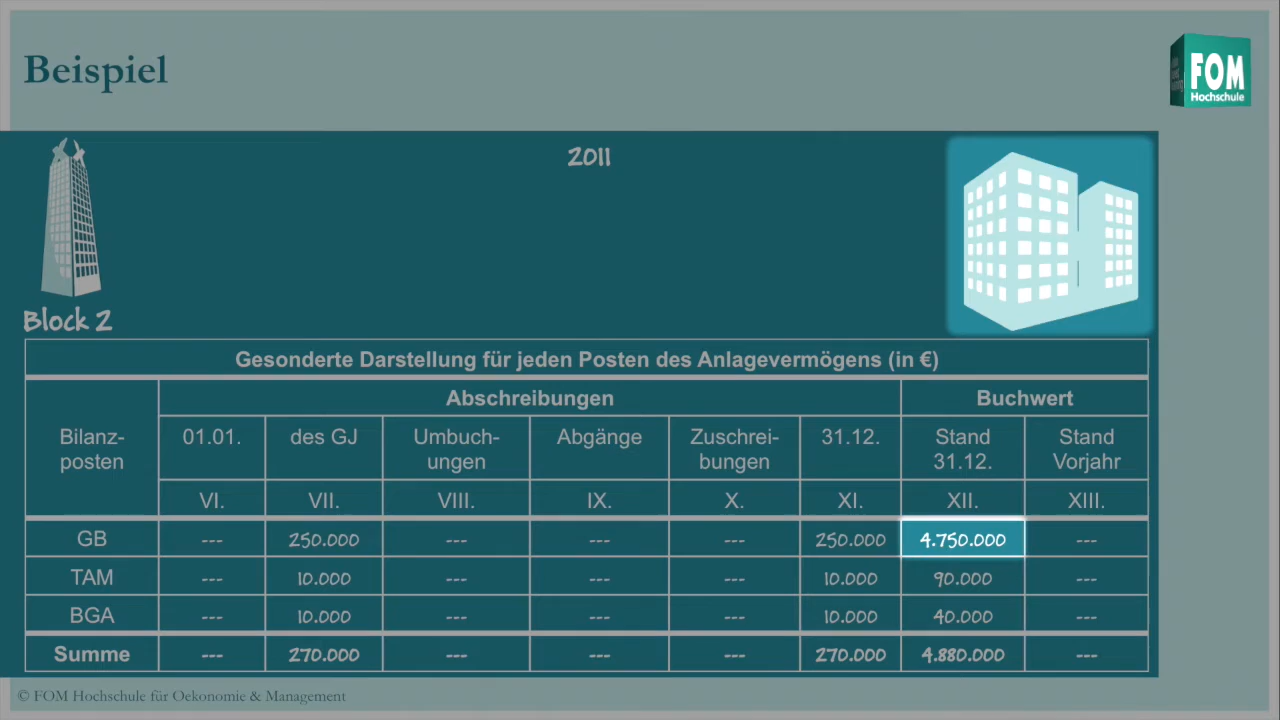 Beispiel
FOM
Hochschule
2011
Block 2
Gesonderte Darstellung für jeden Posten des Anlagevermögens (in €)
Abschreibungen Buchwert
Bilanz-
posten
01.01. des GJ Umbuch-
ungen Abgänge Zuschrei-
bungen 31.12. Stand
31.12. Stand
Vorjahr
VI. VII. VIII. IX. X. XI. XII. XIII.
GB --- 250.000 --- --- --- 250.000 4.750.000 ---
TAM --- 10.000 --- --- --- 10.000 90.000 ---
BGA --- 10.000 --- --- --- 10.000 40.000 ---
Summe --- 270.000 --- --- --- 270.000 4.880.000 ---
© FOM Hochschule für Oekonomie & Management